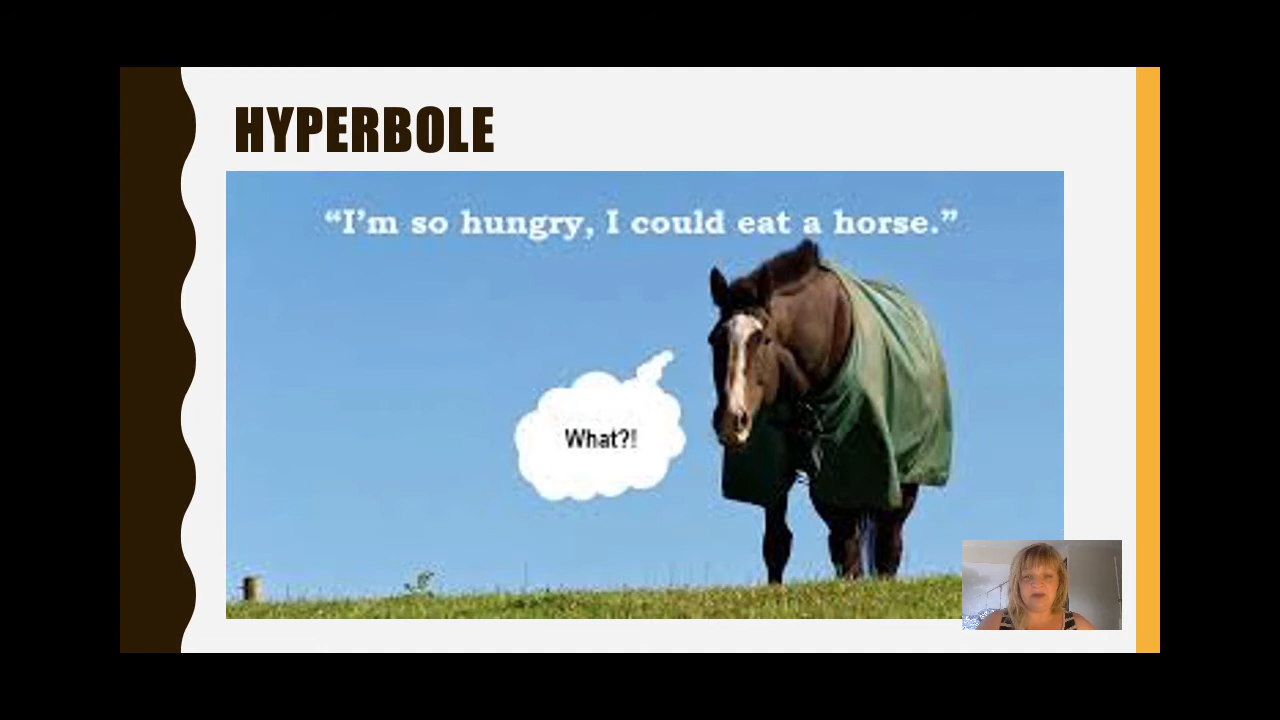 HYPERBOLE
“I’m so hungry, I could eat a horse.”
What?!